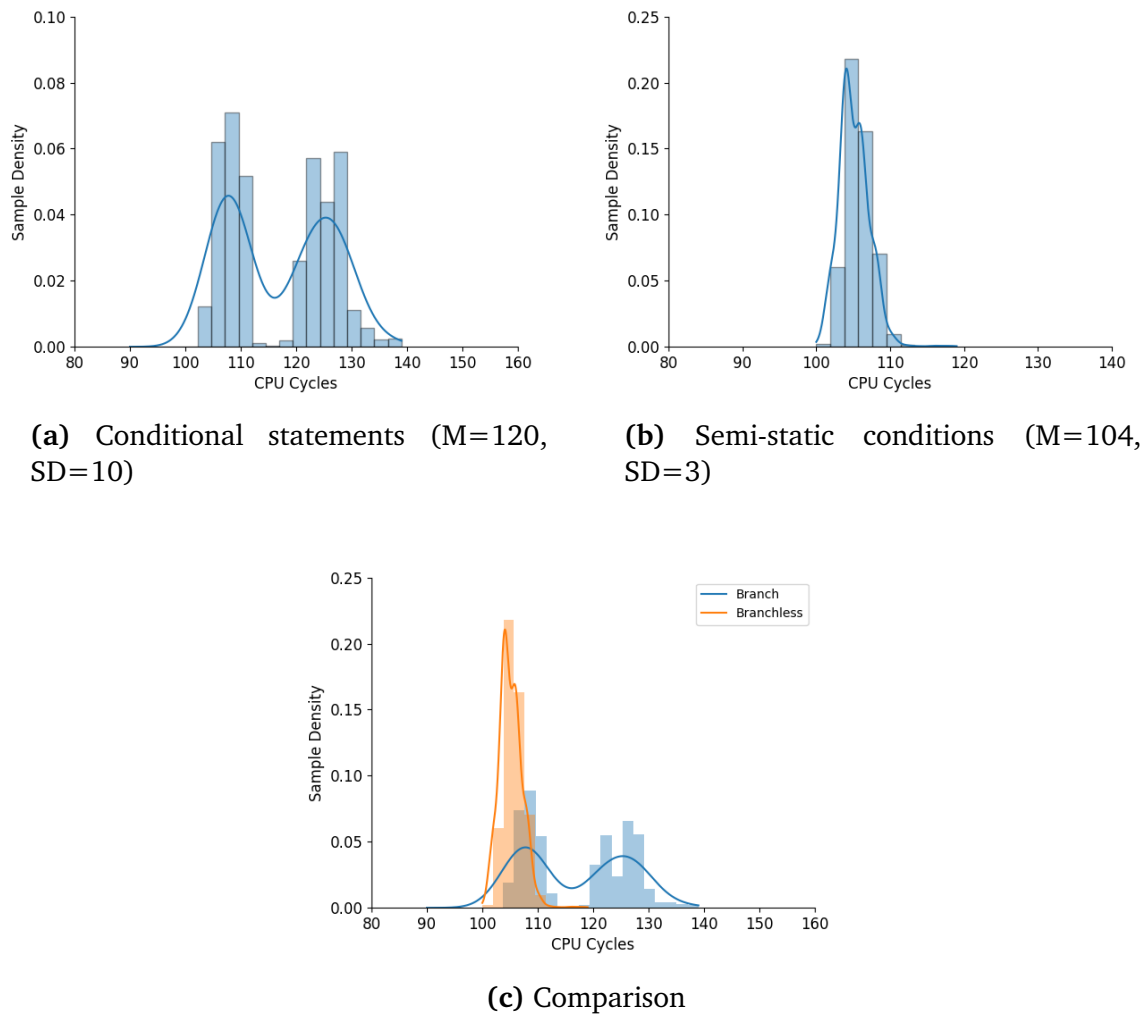 0.10
0.08
0.06
0.04
0.02
0.00
80 90 100 110 120 130 140 150 160
CPU Cycles
Sample Density
0.25
0.20
0.15
0.10
0.05
0.00
80 90 100 110 120 130 140
CPU Cycles
Sample Density
(a) Conditional statements (M=120,
SD=10)
(b) Semi-static conditions (M=104,
SD=3)
0.25
0.20
0.15
0.10
0.05
0.00
80 90 100 110 120 130 140 150 160
CPU Cycles
Sample Density
Branch
Branchless
(c) Comparison